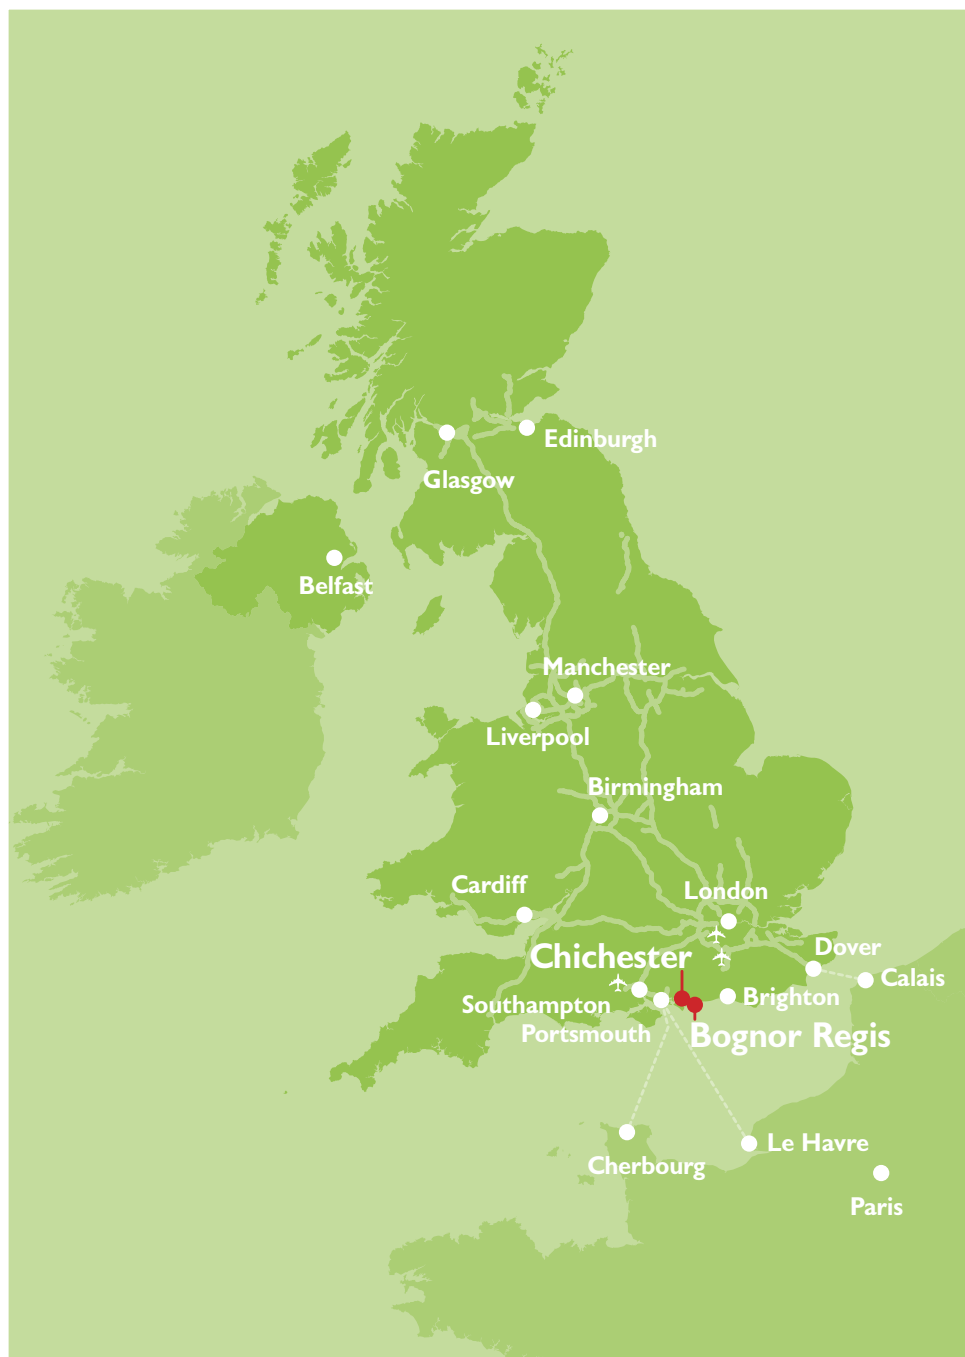 Edinburgh
Glasgow
Belfast
Manchester
Liverpool
Birmingham
Cardiff
London
Dover
Chichester
Calais
Southampton
Brighton
Portsmouth
Bognor Regis
Le Havre
Cherbourg
Paris